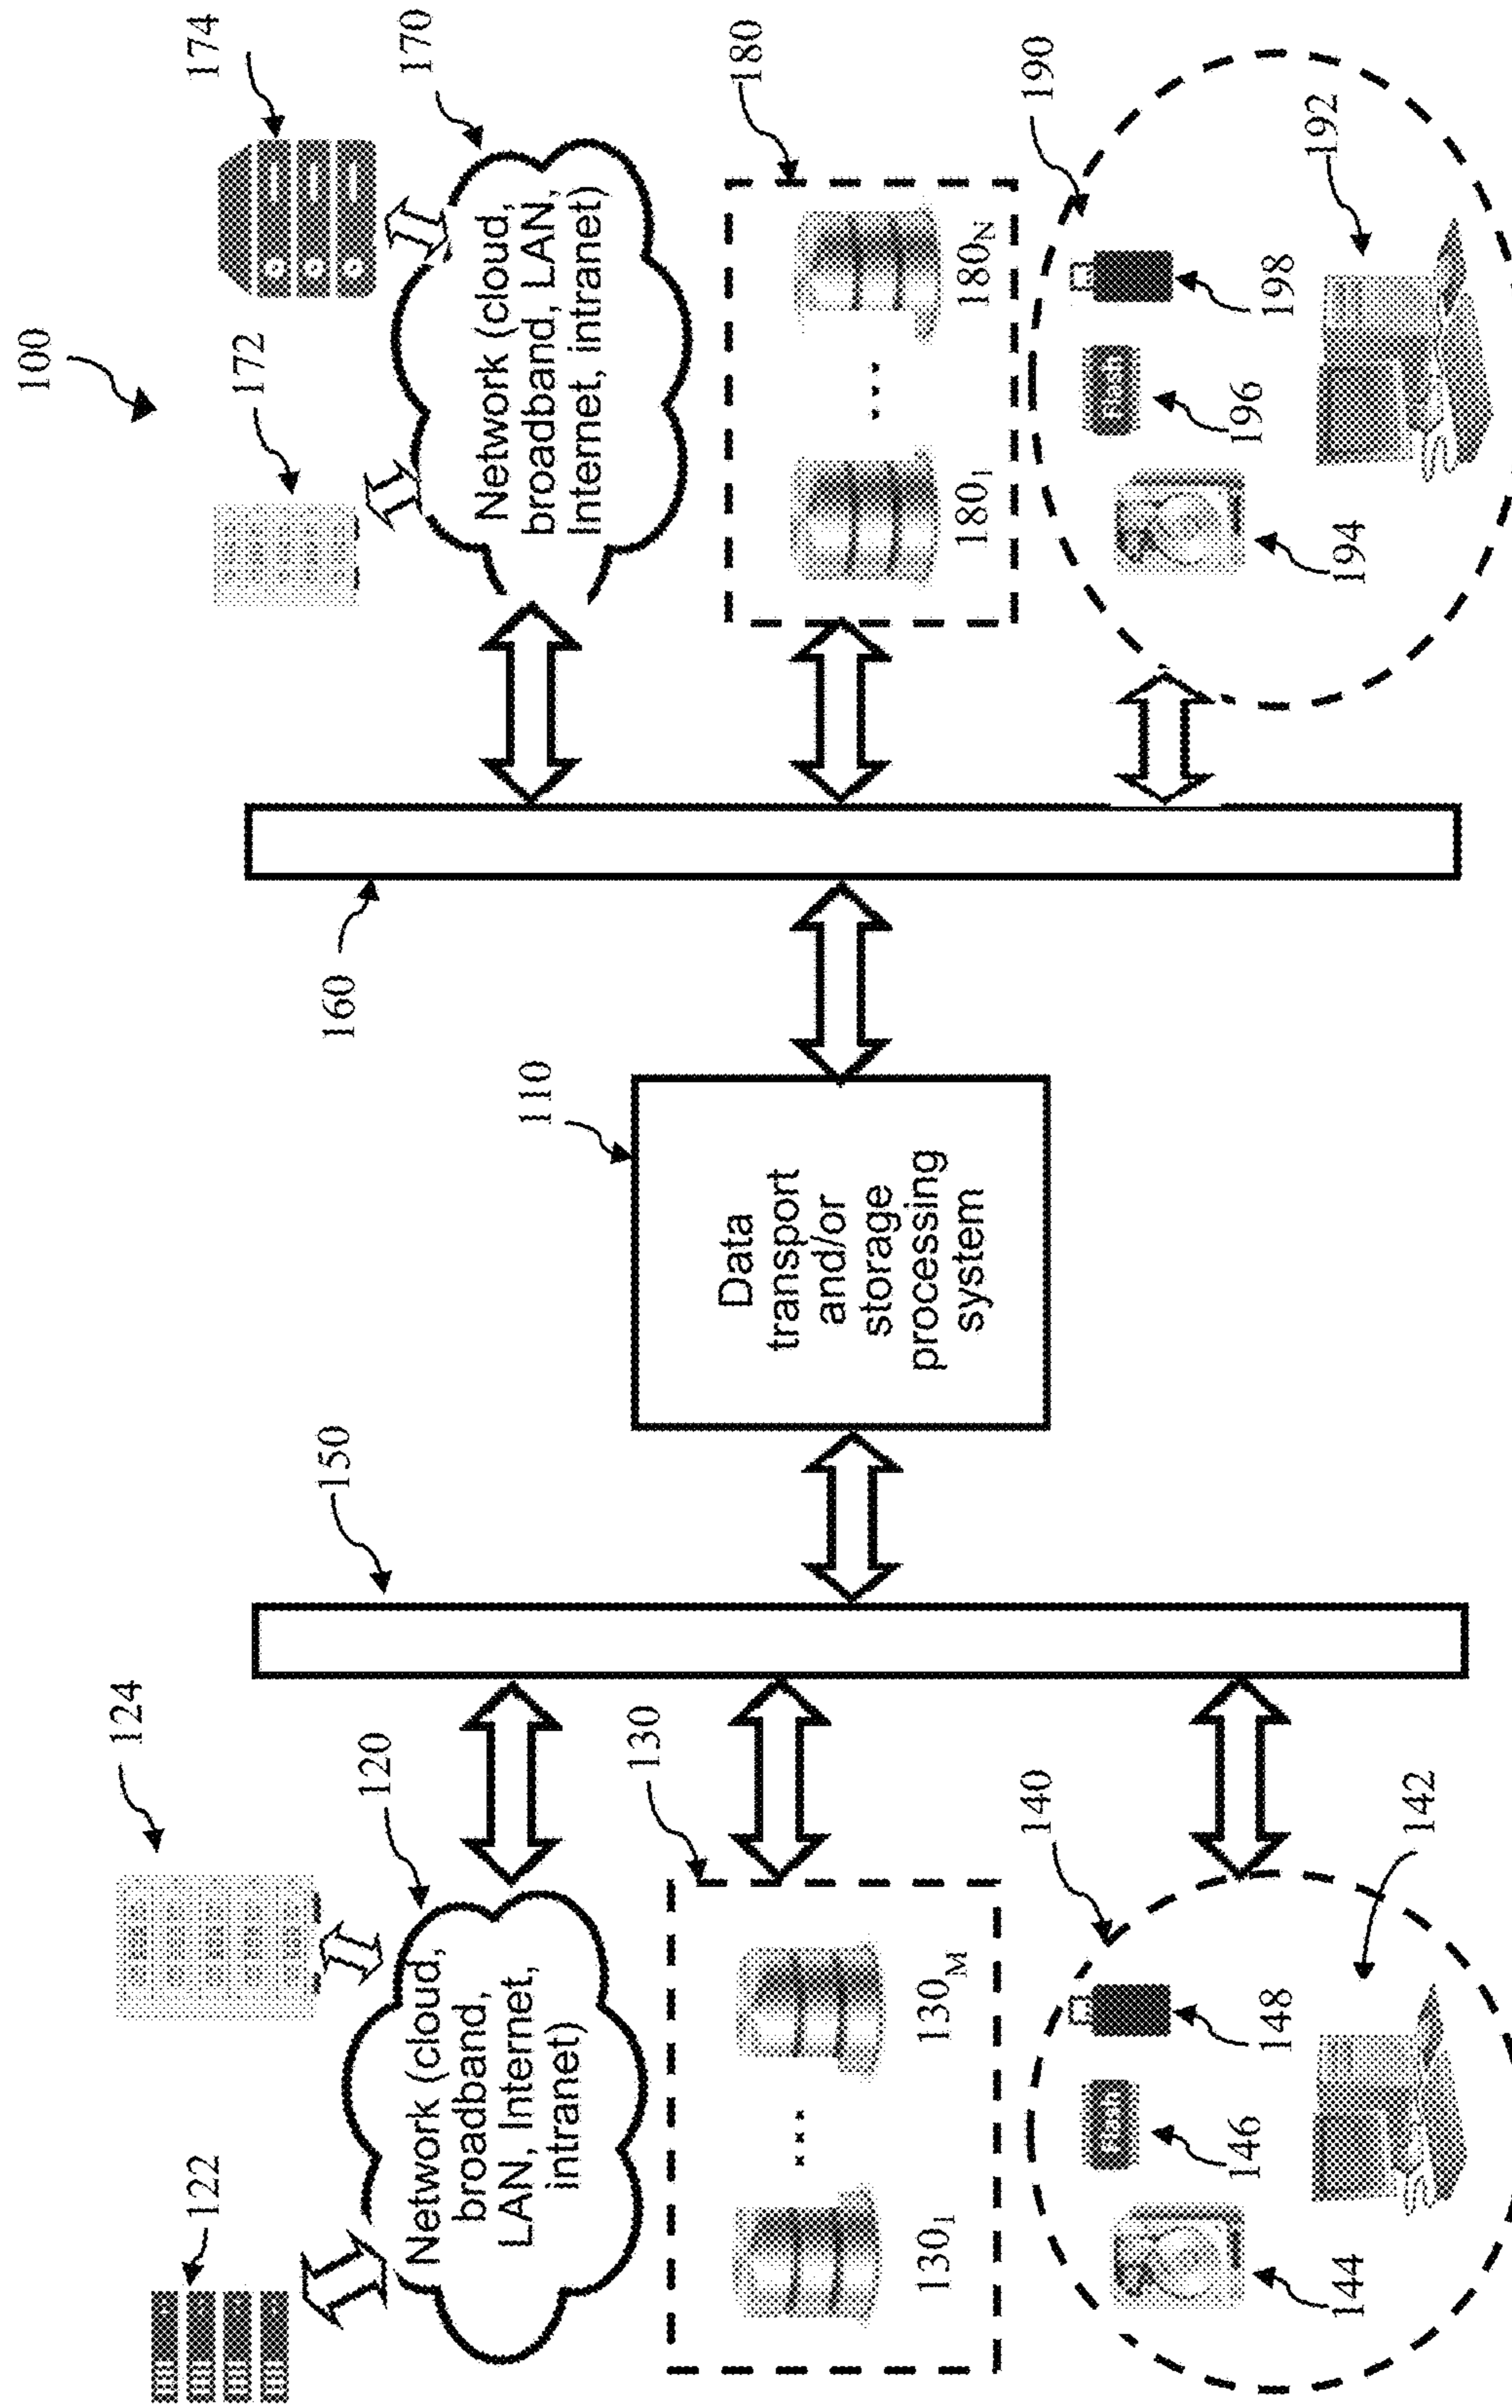 100
122
124
120
Network (cloud,
broadband,
LAN, Internet,
intranet)
130
130₁
...
130M
140
144
146
148
142
150
110
Data
transport
and/or
storage
processing
system
160
172
174
170
Network (cloud,
broadband, LAN,
Internet, intranet)
180
180₁
...
180N
190
194
196
198
192